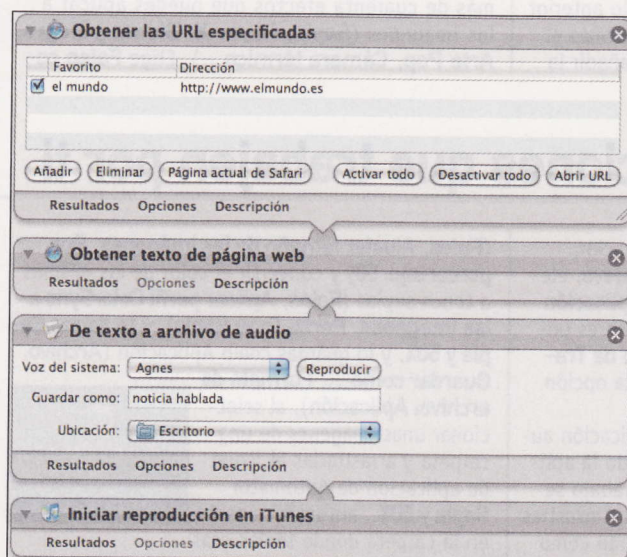 Obtener las URL especificadas
Favorito Dirección
el mundo http://www.elmundo.es
Añadir Eliminar Página actual de Safari Activar todo Desactivar todo Abrir URL
Resultados Opciones Descripción
Obtener texto de página web
Resultados Opciones Descripción
De texto a archivo de audio
Voz del sistema: Agnes Reproducir
Guardar como: noticia hablada
Ubicación: Escritorio
Resultados Opciones Descripción
Iniciar reproducción en iTunes
Resultados Opciones Descripción